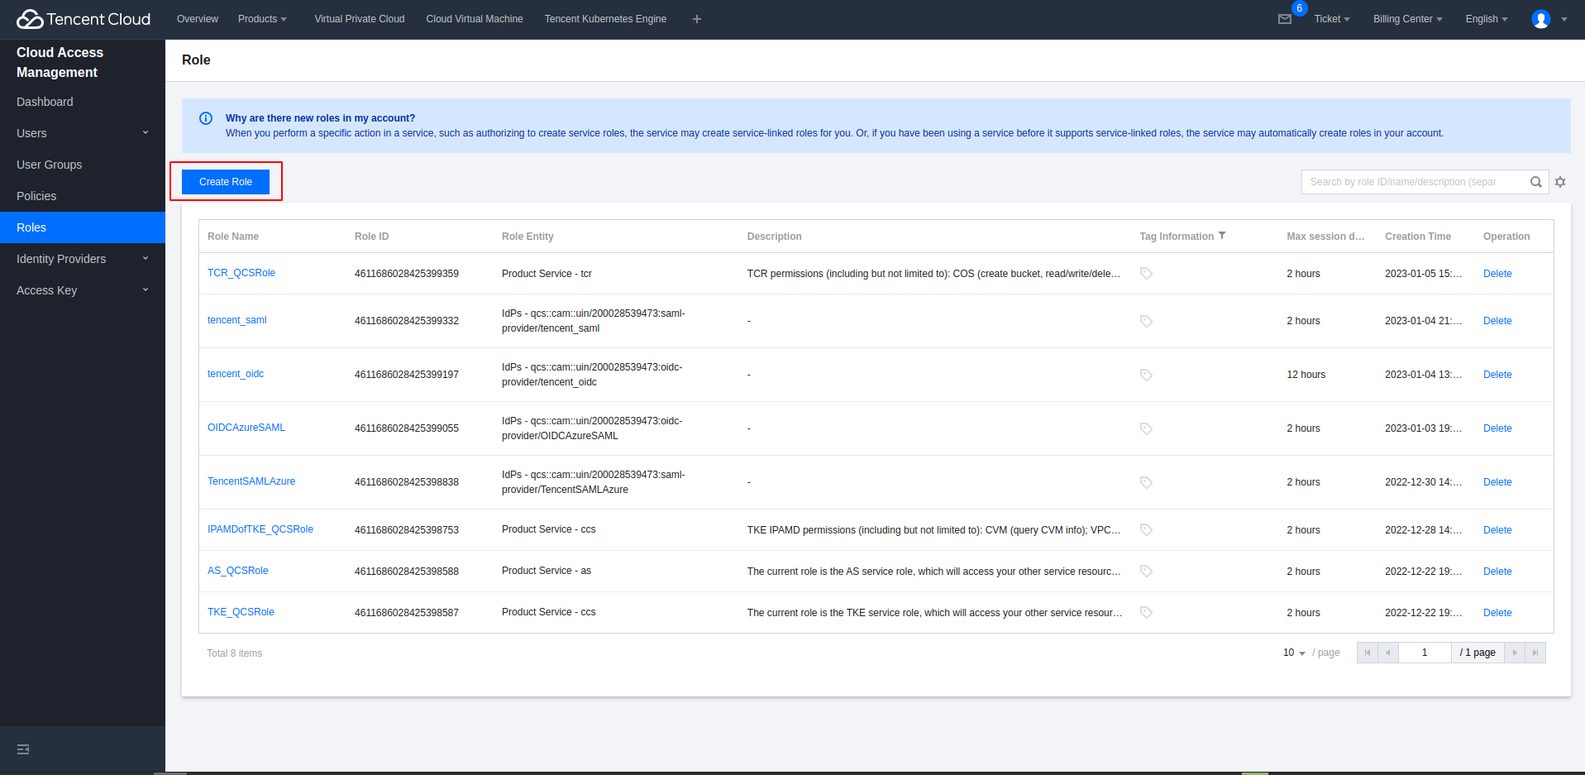 Tencent Cloud
Overview
Products
Virtual Private Cloud
Cloud Virtual Machine
Tencent Kubernetes Engine
+
6
Ticket
Billing Center
English
Cloud Access
Management
Dashboard
Users
User Groups
Policies
Roles
Identity Providers
Access Key
Role
Why are there new roles in my account?
When you perform a specific action in a service, such as authorizing to create service roles, the service may create service-linked roles for you. Or, if you have been using a service before it supports service-linked roles, the service may automatically create roles in your account.
Create Role
Search by role ID/name/description (separ
Role Name Role ID Role Entity Description Tag Information Max session d... Creation Time Operation
TCR_QCSRole 4611686028425399359 Product Service - tcr TCR permissions (including but not limited to): COS (create bucket, read/write/dele... 2 hours 2023-01-05 15:... Delete
tencent_saml 4611686028425399332 IdPs - qcs::cam::uin/200028539473:saml-
provider/tencent_saml - 2 hours 2023-01-04 21:... Delete
tencent_oidc 4611686028425399197 IdPs - qcs::cam::uin/200028539473:oidc-
provider/tencent_oidc - 12 hours 2023-01-04 13:... Delete
OIDCAzureSAML 4611686028425399055 IdPs - qcs::cam::uin/200028539473:oidc-
provider/OIDCAzureSAML - 2 hours 2023-01-03 19:... Delete
TencentSAMLAzure 4611686028425398838 IdPs - qcs::cam::uin/200028539473:saml-
provider/TencentSAMLAzure - 2 hours 2022-12-30 14:... Delete
IPAMDofTKE_QCSRole 4611686028425398753 Product Service - ccs TKE IPAMD permissions (including but not limited to): CVM (query CVM info); VPC... 2 hours 2022-12-28 14:... Delete
AS_QCSRole 4611686028425398588 Product Service - as The current role is the AS service role, which will access your other service resourc... 2 hours 2022-12-22 19:... Delete
TKE_QCSRole 4611686028425398587 Product Service - ccs The current role is the TKE service role, which will access your other service resour... 2 hours 2022-12-22 19:... Delete
Total 8 items
10 / page
1 / 1 page